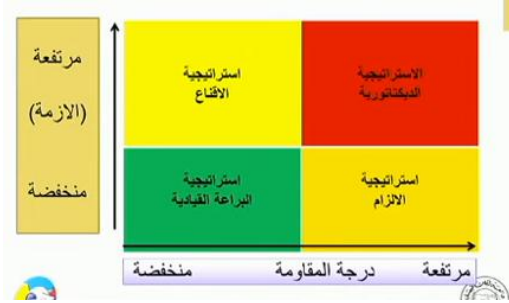 مرتفعة
(الازمة)
منخفضة
الاستراتيجية
الديكتاتورية
استراتيجية
الاقناع
استراتيجية
الالزام
استراتيجية
البراعة القيادية
مرتفعة درجة المقاومة منخفضة